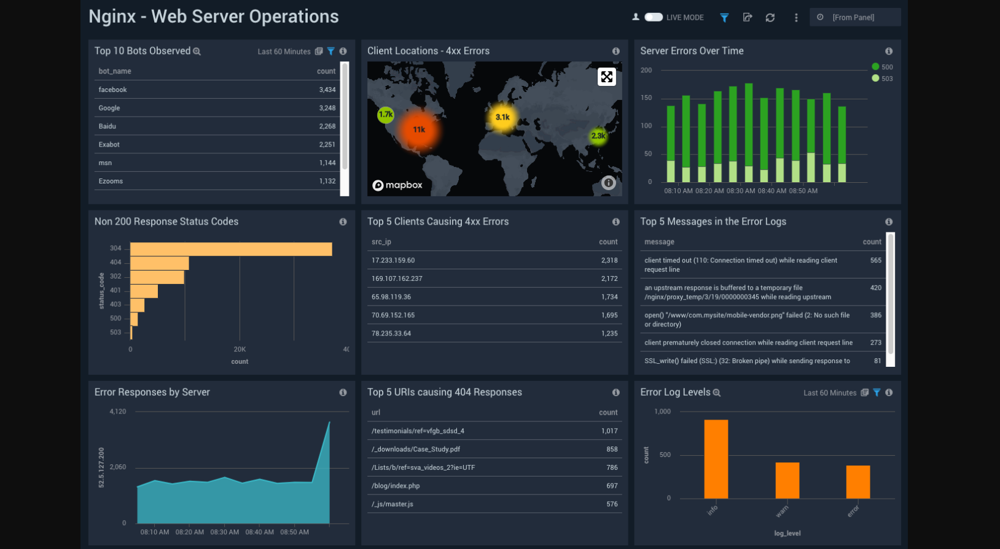 Nginx - Web Server Operations
LIVE MODE
[From Panel]
Top 10 Bots Observed
Last 60 Minutes
bot_name count
facebook 3,434
Google 3,248
Baidu 2,268
Exabot 2,251
msn 1,144
Ezooms 1,132
Client Locations - 4xx Errors
1.7k
11k
3.1k
2.3k
mapbox
Server Errors Over Time
500
503
200
150
100
50
0
08:10 AM 08:20 AM 08:30 AM 08:40 AM 08:50 AM
Non 200 Response Status Codes
status_code
304
404
302
401
403
500
503
0 20K 40
count
Top 5 Clients Causing 4xx Errors
src_ip count
17.233.159.60 2,318
169.107.162.237 2,172
65.98.119.36 1,734
70.69.152.165 1,695
78.235.33.64 1,235
Top 5 Messages in the Error Logs
message count
client timed out (110: Connection timed out) while reading client 565
request line
an upstream response is buffered to a temporary file 420
/nginx/proxy_temp/3/19/0000000345 while reading upstream
open() "/www/com.mysite/mobile-vendor.png" failed (2: No such file 386
or directory)
client prematurely closed connection while reading client request line 273
SSL_write() failed (SSL:) (32: Broken pipe) while sending response to 81
Error Responses by Server
52.5.127.200
4,120
2,060
0
08:10 AM 08:20 AM 08:30 AM 08:40 AM 08:50 AM
Top 5 URIs causing 404 Responses
url count
/testimonials/ref=vfgb_sdsd_4 1,017
/_downloads/Case_Study.pdf 858
/Lists/b/ref=sva_videos_2?ie=UTF 786
/blog/index.php 697
/_js/master.js 576
Error Log Levels
Last 60 Minutes
count
1,000
500
0
info warn error
log_level